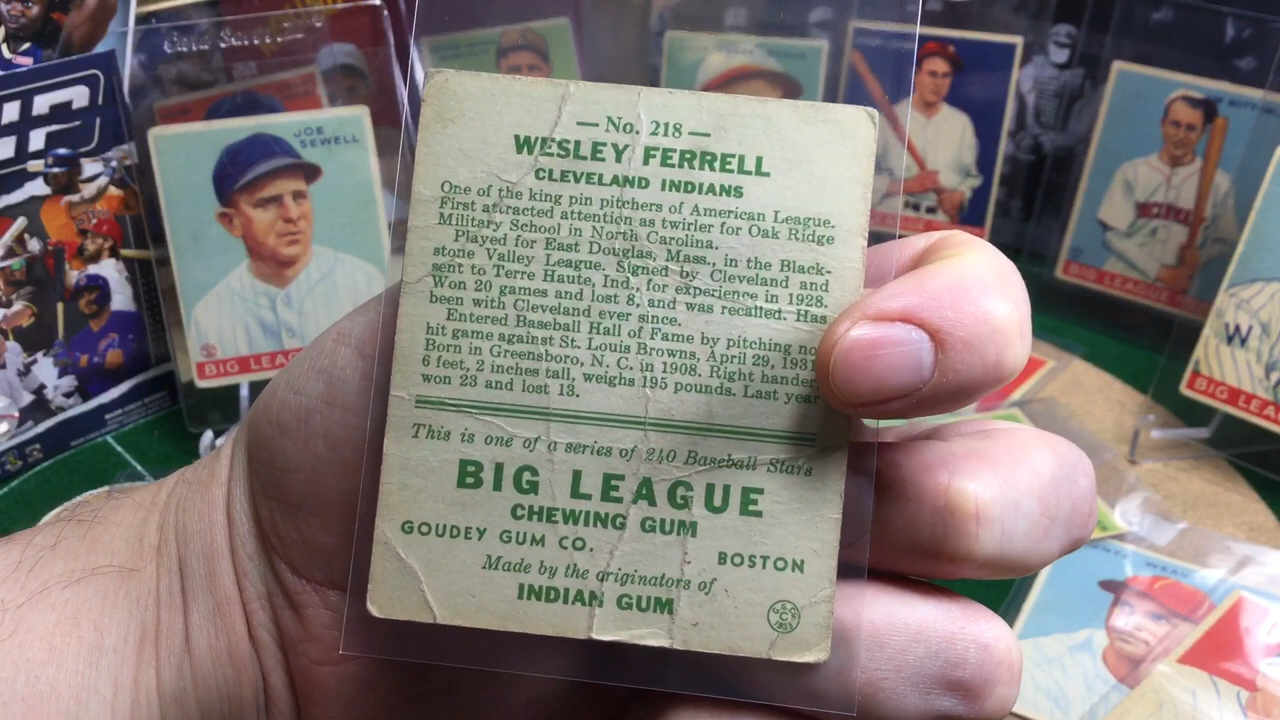 — No. 218 —
WESLEY FERRELL
CLEVELAND INDIANS
One of the king pin pitchers of American League.
First attracted attention as twirler for Oak Ridge
Military School in North Carolina.
Played for East Douglas, Mass., in the Black-
stone Valley League. Signed by Cleveland and
sent to Terre Haute, Ind., for experience in 1928.
Won 20 games and lost 8, and was recalled. Has
been with Cleveland ever since.
Entered Baseball Hall of Fame by pitching no
hit game against St. Louis Browns, April 29, 1931
Born in Greensboro, N. C. in 1908. Right hander,
6 feet, 2 inches tall, weighs 195 pounds. Last year
won 23 and lost 13.
This is one of a series of 240 Baseball Stars
BIG LEAGUE
CHEWING GUM
GOUDEY GUM CO.
BOSTON
Made by the originators of
INDIAN GUM
G.G.Co.
C
1933
JOE
SEWELL
BIG LEAG
BIG LEAGUE
BIG LEA
W